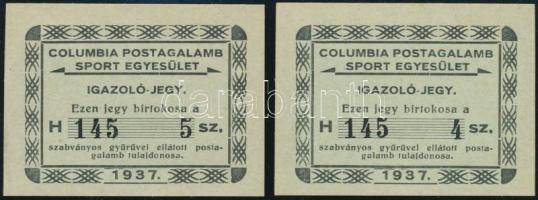 COLUMBIA POSTAGALAMB
SPORT EGYESÜLET
IGAZOLÓ-JEGY.
Ezen jegy birtokosa a
H 145 5 SZ.
szabványos gyűrűvel ellátott posta-
galamb tulajdonosa.
1937.
COLUMBIA POSTAGALAMB
SPORT EGYESÜLET
IGAZOLÓ-JEGY.
Ezen jegy birtokosa a
H 145 4 SZ.
szabványos gyűrűvel ellátott posta-
galamb tulajdonosa.
1937.
darabanth